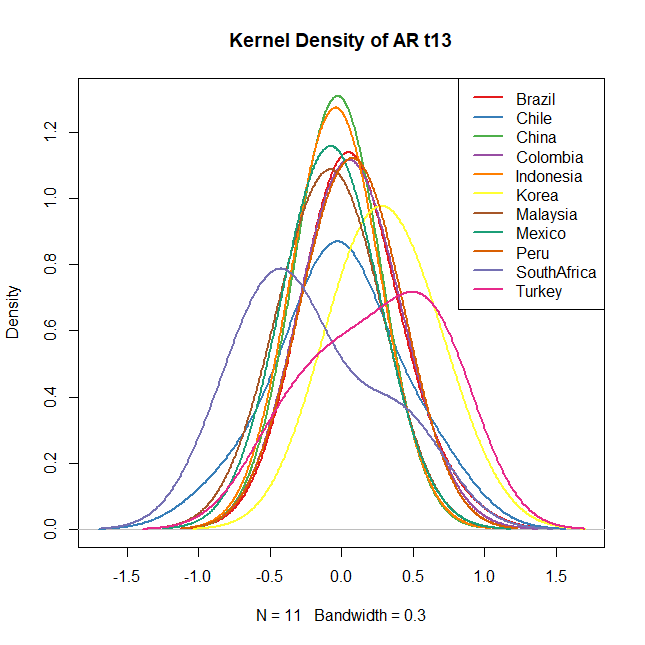 Kernel Density of AR t13
Brazil
Chile
China
Colombia
Indonesia
Korea
Malaysia
Mexico
Peru
SouthAfrica
Turkey
Density
1.2
1.0
0.8
0.6
0.4
0.2
0.0
-1.5 -1.0 -0.5 0.0 0.5 1.0 1.5
N = 11 Bandwidth = 0.3